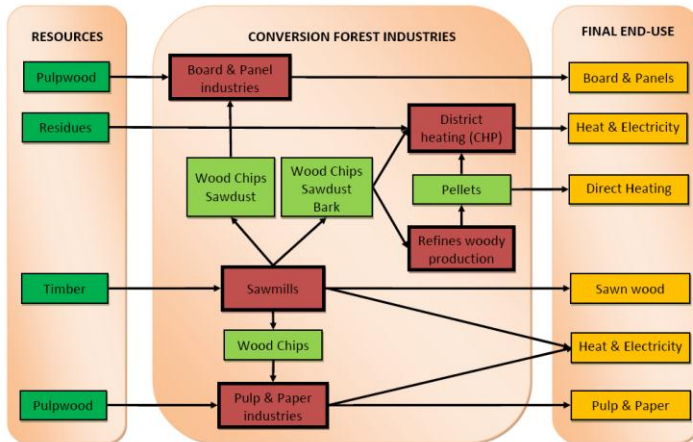 RESOURCES
CONVERSION FOREST INDUSTRIES
FINAL END-USE
Pulpwood
Board & Panel
industries
Board & Panels
Residues
District
heating (CHP)
Heat & Electricity
Wood Chips
Sawdust
Wood Chips
Sawdust
Bark
Pellets
Direct Heating
Refines woody
production
Timber
Sawmills
Sawn wood
Wood Chips
Heat & Electricity
Pulpwood
Pulp & Paper
industries
Pulp & Paper